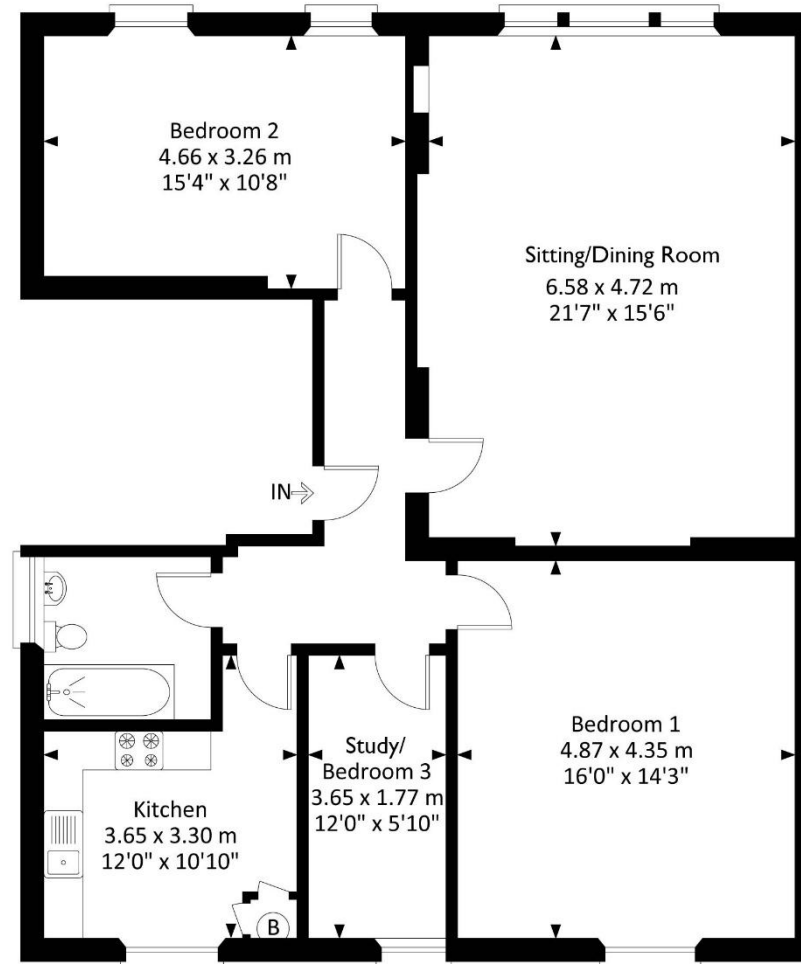 Bedroom 2
4.66 x 3.26 m
15'4" x 10'8"
Sitting/Dining Room
6.58 x 4.72 m
21'7" x 15'6"
IN
Bedroom 1
4.87 x 4.35 m
16'0" x 14'3"
Study/
Bedroom 3
3.65 x 1.77 m
12'0" x 5'10"
Kitchen
3.65 x 3.30 m
12'0" x 10'10"
B